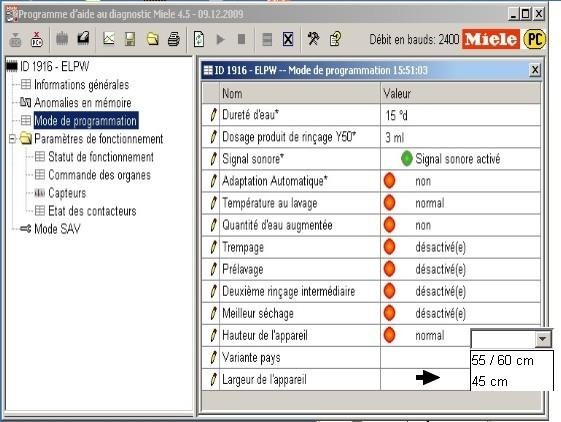 Programme d'aide au diagnostic Miele 4.5 - 09.12.2009
Débit en bauds: 2400 Miele PC
ID 1916 - ELPW
Informations générales
Anomalies en mémoire
Mode de programmation
Paramètres de fonctionnement
Statut de fonctionnement
Commande des organes
Capteurs
Etat des contacteurs
Mode SAV
ID 1916 - ELPW -- Mode de programmation 15:51:03
Nom Valeur
Dureté d'eau* 15 °d
Dosage produit de rinçage Y50* 3 ml
Signal sonore* Signal sonore activé
Adaptation Automatique* non
Température au lavage normal
Quantité d'eau augmentée non
Trempage désactivé(e)
Prélavage désactivé(e)
Deuxième rinçage intermédiaire désactivé(e)
Meilleur séchage désactivé(e)
Hauteur de l'appareil normal
Variante pays
Largeur de l'appareil
55 / 60 cm
45 cm